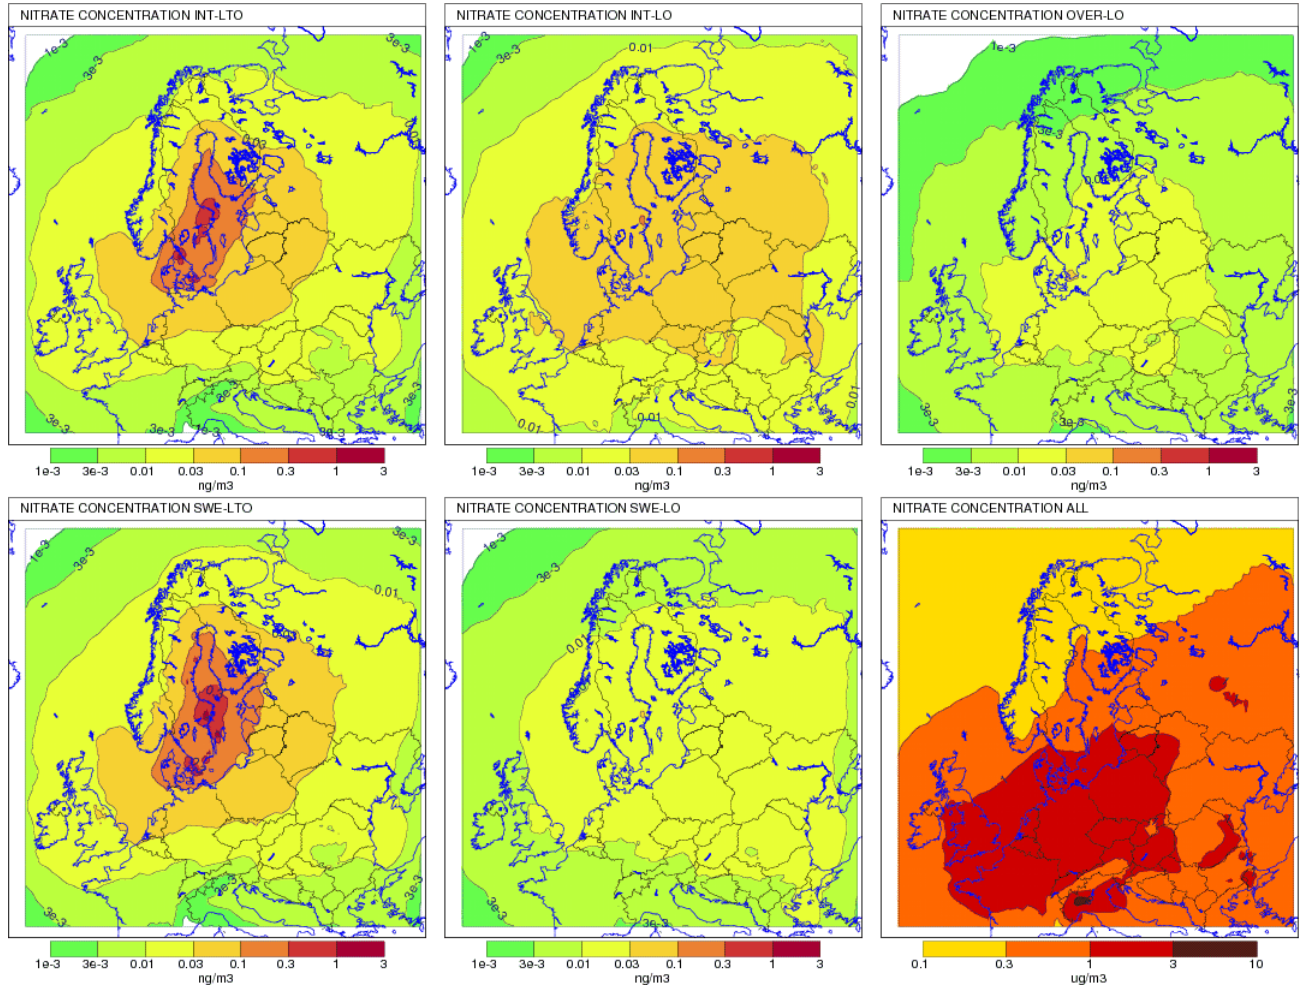 NITRATE CONCENTRATION INT-LTO
1e-3
3e-3
3e-3
0.03
3e-3
3e-3
1e-3
3e-3
3e-3
1e-3 3e-3 0.01 0.03 0.1 0.3 1 3
ng/m3
NITRATE CONCENTRATION INT-LO
1e-3
3e-3
0.01
0.01
0.01
0.01
1e-3 3e-3 0.01 0.03 0.1 0.3 1 3
ng/m3
NITRATE CONCENTRATION OVER-LO
1e-3
3e-3
3e-3
3e-3
1e-3 3e-3 0.01 0.03 0.1 0.3 1 3
ng/m3
NITRATE CONCENTRATION SWE-LTO
1e-3
3e-3
3e-3
0.01
3e-3
3e-3
3e-3
1e-3 3e-3 0.01 0.03 0.1 0.3 1 3
ng/m3
NITRATE CONCENTRATION SWE-LO
1e-3
3e-3
0.01
3e-3
3e-3
1e-3 3e-3 0.01 0.03 0.1 0.3 1 3
ng/m3
NITRATE CONCENTRATION ALL
0.1 0.3 1 3 10
ug/m3